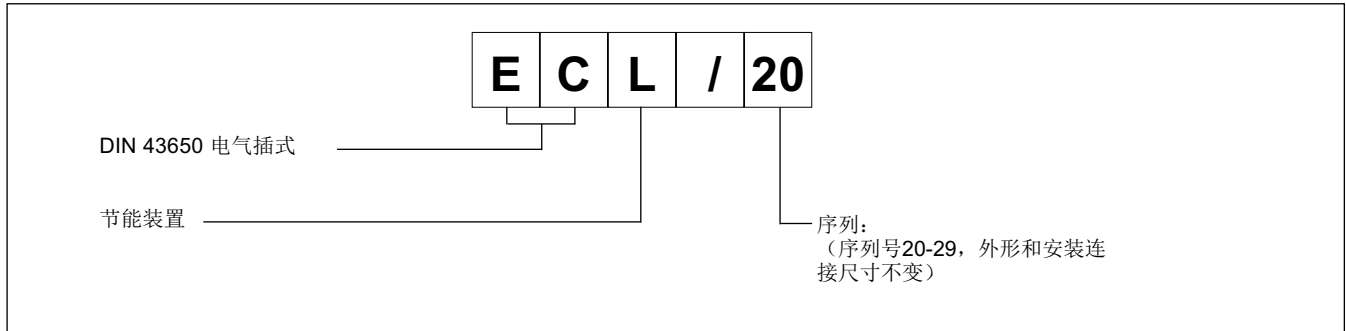 E C L / 20
DIN 43650 电气插式
节能装置
序列:
(序列号20-29,外形和安装连
接尺寸不变)